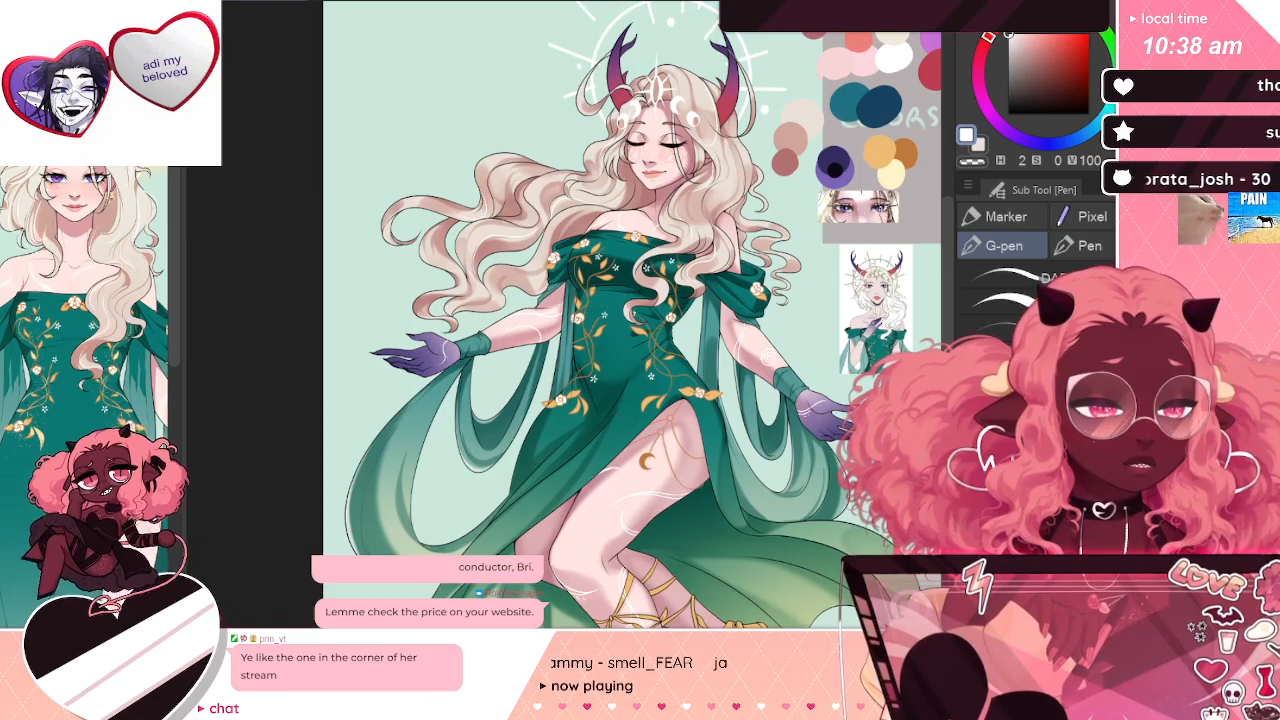 adi my
beloved
local time
10:38 am
prata_josh - 30
PAIN
H 2 S 0 V 100
Sub Tool [Pen]
Marker
Pixel
G-pen
Pen
conductor, Bri.
Lemme check the price on your website.
prin_vt
Ye like the one in the corner of her
stream
chat
ammy - smell_FEAR ja
now playing
LOVE